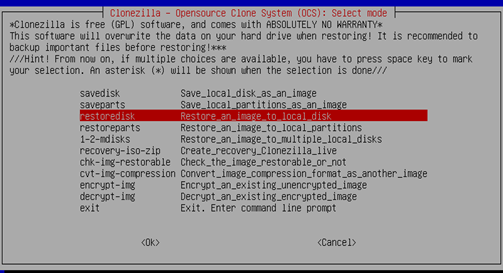 Clonezilla - Opensource Clone System (OCS): Select mode
*Clonezilla is free (GPL) software, and comes with ABSOLUTELY NO WARRANTY*
This software will overwrite the data on your hard drive when restoring! It is recommended to
backup important files before restoring!***
///Hint! From now on, if multiple choices are available, you have to press space key to mark
your selection. An asterisk (*) will be shown when the selection is done///
savedisk Save_local_disk_as_an_image
saveparts Save_local_partitions_as_an_image
restoredisk Restore_an_image_to_local_disk
restoreparts Restore_an_image_to_local_partitions
1-2-mdisks Restore_an_image_to_multiple_local_disks
recovery-iso-zip Create_recovery_Clonezilla_live
chk-img-restorable Check_the_image_restorable_or_not
cvt-img-compression Convert_image_compression_format_as_another_image
encrypt-img Encrypt_an_existing_unencrypted_image
decrypt-img Decrypt_an_existing_encrypted_image
exit Exit. Enter command line prompt
<Ok> <Cancel>